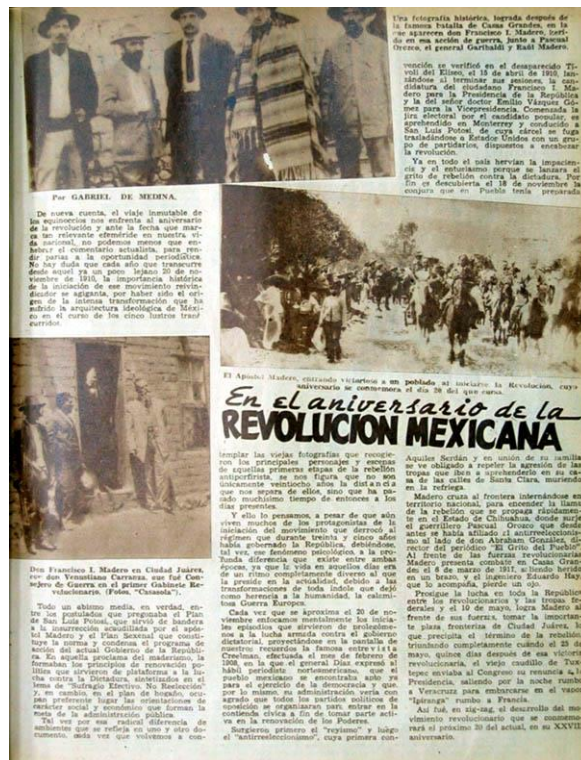 Una fotografía histórica, lograda después de
la famosa batalla de Casas Grandes, en la
que aparecen don Francisco I. Madero, heri-
do en esa acción de guerra, junto a Pascual
Orozco, el general Garibaldi y Raúl Madero.
Por GABRIEL DE MEDINA.
De nueva cuenta, el viaje inmutable de
los equinoccios nos enfrenta al aniversario
de la revolución y ante la fecha que mar-
ca tan relevante efeméride en nuestra vi-
da nacional, no podemos menos que en-
hebrar el comentario actualista, para ren-
dir parias a la oportunidad periodística.
No hay duda que cada año que transcurre
desde aquel ya un poco lejano 20 de no-
viembre de 1910, la importancia histórica
de la iniciación de ese movimiento reivin-
dicador se agiganta, por haber sido el ori-
gen de la intensa transformación que ha
sufrido la arquitectura ideológica de Méxi-
co en el curso de los cinco lustros trans-
curridos.
Don Francisco I. Madero en Ciudad Juárez,
con don Venustiano Carranza, que fué Con-
sejero de Guerra en el primer Gabinete Re-
volucionario. (Fotos. "Casasola").
Todo un abismo media, en verdad, en-
tre los postulados que pregonaba el Plan
de San Luis Potosí, que sirvió de bandera
a la insurrección acaudillada por el após-
tol Madero y el Plan Sexenal que consti-
tuye la norma y condensa el programa de
acción del actual Gobierno de la Repúbli-
ca. En aquella proclama del maderismo, la
formaban los principios de renovación po-
lítica que sirvieron de plataforma a la lu-
cha contra la Dictadura, sintetizados en el
lema de "Sufragio Efectivo. No Reelección"
y, en cambio, en el plan de hogaño, ocu-
pan preferente lugar las orientaciones de
carácter social y económico que forman la
meta de la administración pública.
Tal vez por esa radical diferencia de
ambientes que se refleja en uno y otro do-
cumento, cada vez que volvemos a con-
vención se verificó en el desaparecido Tí-
voli del Elíseo, el 15 de abril de 1910, lan-
zándose al terminar sus sesiones, la can-
didatura del ciudadano Francisco I. Ma-
dero para la Presidencia de la República
y la del señor doctor Emilio Vázquez Gó-
mez para la Vicepresidencia. Comenzada la
jira electoral por el candidato popular, es
aprehendido en Monterrey y conducido a
San Luis Potosí, de cuya cárcel se fuga
trasladándose a Estados Unidos con un gru-
po de partidarios, dispuestos a encabezar
la revolución.
Ya en todo el país hervían la impacien-
cia y el entusiasmo porque se lanzara el
grito de rebelión contra la dictadura. Por
fin es descubierta el 18 de noviembre la
conjura que en Puebla tenía preparada
El Apóstol Madero, entrando victorioso a un poblado al iniciarse la Revolución, cuyo
aniversario se conmemora el día 20 del que cursa.
En el aniversario de la
REVOLUCION MEXICANA
templar las viejas fotografías que recogie-
ron los principales personajes y escenas
de aquellas primeras etapas de la rebelión
antiporfirista, se nos figura que no son
únicamente veintiocho años la distancia
que nos separa de ellos, sino que ha pa-
sado muchísimo tiempo de entonces a los
días presentes.
Y ello lo pensamos, a pesar de que aún
viven muchos de los protagonistas de la
iniciación del movimiento que derrocó al
régimen que durante treinta y cinco años
había gobernado la República, debiéndose,
tal vez, ese fenómeno psicológico, a la pro-
funda diferencia que existe entre ambas
épocas, ya que la vida en aquellos días era
de un ritmo completamente diverso al que
la preside en la actualidad, debido a las
transformaciones de toda índole que dejó
como herencia a la humanidad, la calamito-
sa Guerra Europea.
Cada vez que se aproxima el 20 de no-
viembre enfocamos mentalmente los inicia-
les episodios que sirvieron de prolegóme-
nos a la lucha armada contra el gobierno
dictatorial, proyectándose en la pantalla de
nuestros recuerdos la famosa entrevista
Creelman, efectuada el mes de febrero de
1908, en la que el general Díaz expresó al
hábil periodista norteamericano, que el
pueblo mexicano se encontraba apto ya
para el ejercicio de la democracia y que,
por lo mismo, su administración vería con
agrado que todos los partidos políticos de
oposición se organizaran para entrar en la
contienda cívica a fin de tomar parte acti-
va en la renovación de los Poderes.
Surgieron primero el "reyismo" y luego
el "antirreeleccionismo", cuya primera con-
Aquiles Serdán y en unión de su familia
se ve obligado a repeler la agresión de las
tropas que iban a aprehenderlo en su ca-
sa de las calles de Santa Clara, muriendo
en la refriega.
Madero cruza al frontera internándose en
territorio nacional, para encender la llama
de la rebelión que se propaga rápidamen-
te en el Estado de Chihuahua, donde surge
el guerrillero Pascual Orozco que desde
antes se había afiliado al antirreeleccionis-
mo al lado de don Abraham González, di-
rector del periódico "El Grito del Pueblo".
Al frente de las fuerzas revolucionarias
Madero presenta combate en Casas Gran-
des el 6 de marzo de 1911, saliendo herido
en un brazo, y el ingeniero Eduardo Hay,
que lo acompaña, pierde un ojo.
Prosigue la lucha en toda la República
entre los revolucionarios y las tropas fe-
derales y el 10 de mayo, logra Madero al
frente de sus fuerzas, tomar la importan-
te plaza fronteriza de Ciudad Juárez, lo
que precipita el término de la rebelión
triunfando completamente cuando el 25 de
mayo, quince días después de esa victoria
revolucionaria, el viejo caudillo de Tux-
tepec enviaba al Congreso su renuncia a la
Presidencia, saliendo por la noche rumbo
a Veracruz para embarcarse en el vapor
"Ipiranga" rumbo a Francia.
Así fué, en zig-zag, el desarrollo del mo-
vimiento revolucionario que se conmemo-
rará el próximo 20 del actual, en su XXVIII
aniversario.